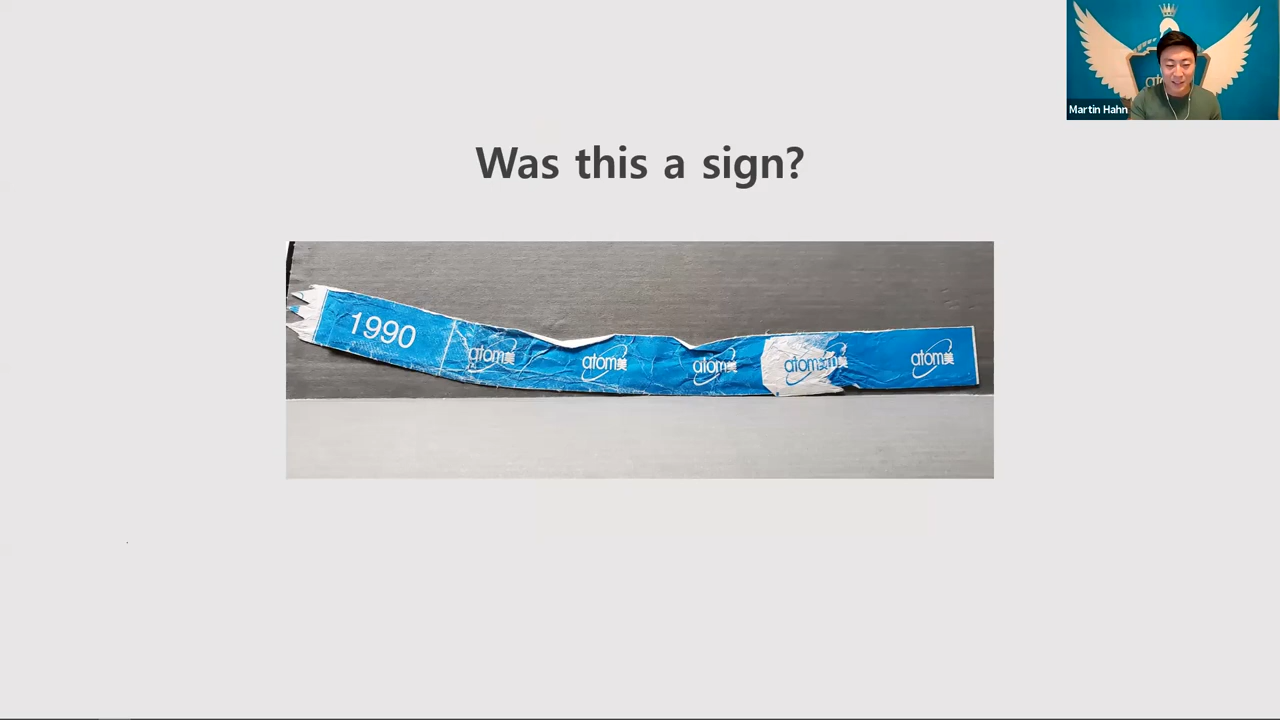 Was this a sign?
Martin Hahn
1990
atom美
atom美
atom美
atom美
atom美